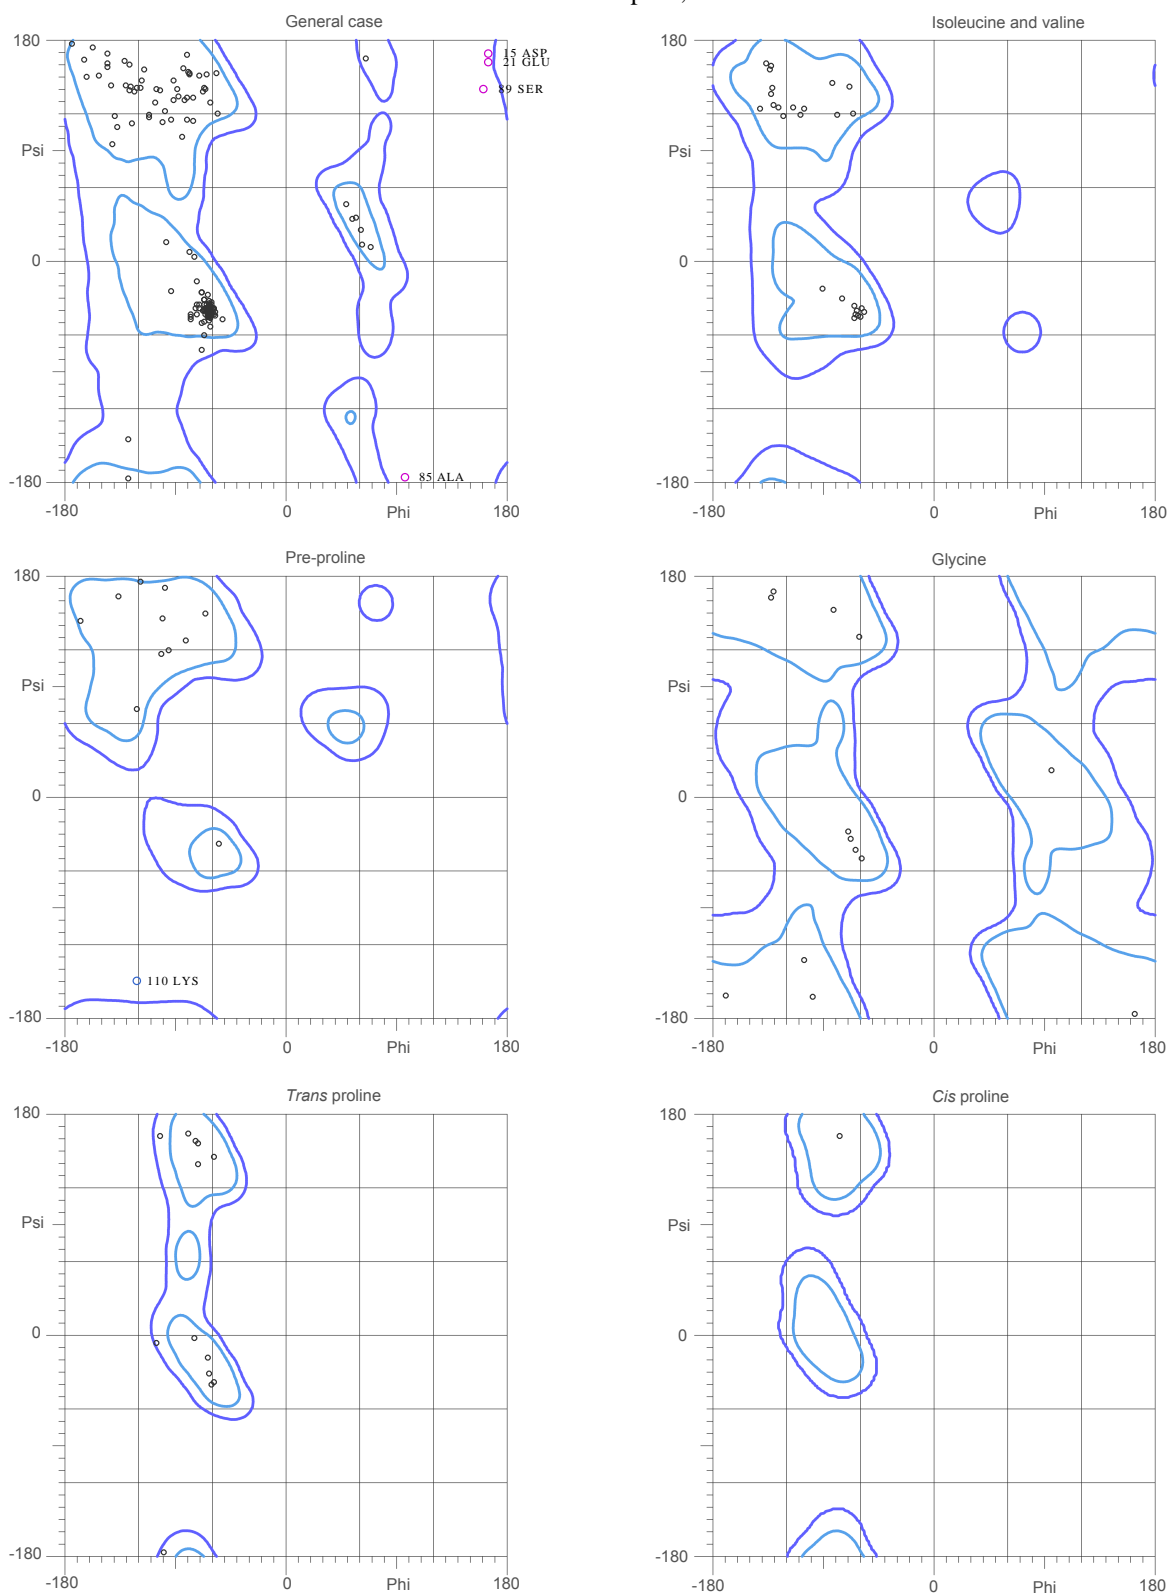 General case
Isoleucine and valine
180
15 ASP
21 GLU
89 SER
Psi
0
85 ALA
-180
-180
0
Phi
180
180
Psi
0
-180
-180
0
Phi
180
Pre-proline
Glycine
180
Psi
0
110 LYS
-180
-180
0
Phi
180
180
Psi
0
-180
-180
0
Phi
180
Trans proline
Cis proline
180
Psi
0
-180
-180
0
Phi
180
180
Psi
0
-180
-180
0
Phi
180